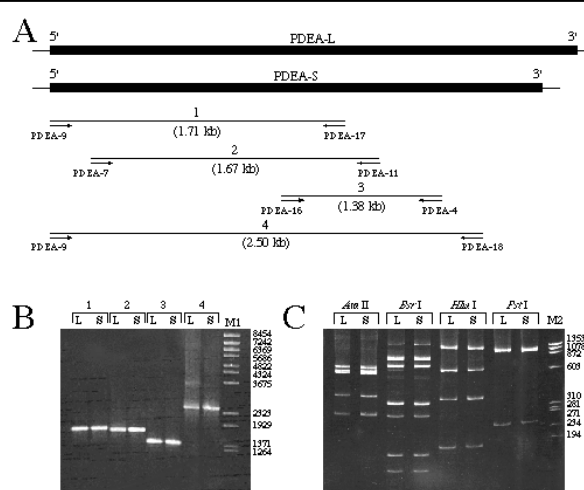 A
5' PDEA-L 3'
5' PDEA-S 3'
1
PDEA-9 (1.71 kb) PDEA-17
2
PDEA-7 (1.67 kb) PDEA-11
3
PDEA-16 (1.38 kb) PDEA-4
4
PDEA-9 (2.50 kb) PDEA-18
B
1 2 3 4
L S L S L S L S M1
8454
7242
6369
5686
4822
4324
3675
2323
1929
1371
1264
C
Ava II Bsr I Hha I Pst I
L S L S L S L S M2
1353
1078
872
603
310
281
271
234
194